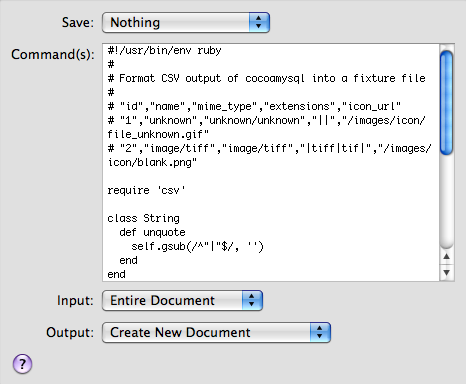 Save: Nothing
Command(s):
#!/usr/bin/env ruby
#
# Format CSV output of cocoamysql into a fixture file
#
# "id","name","mime_type","extensions","icon_url"
# "1","unknown","unknown/unknown","||","/images/icon/
file_unknown.gif"
# "2","image/tiff","image/tiff","|tiff|tif|","/images/
icon/blank.png"
require 'csv'
class String
def unquote
self.gsub(/^"|"$/, '')
end
end
Input: Entire Document
Output: Create New Document
?